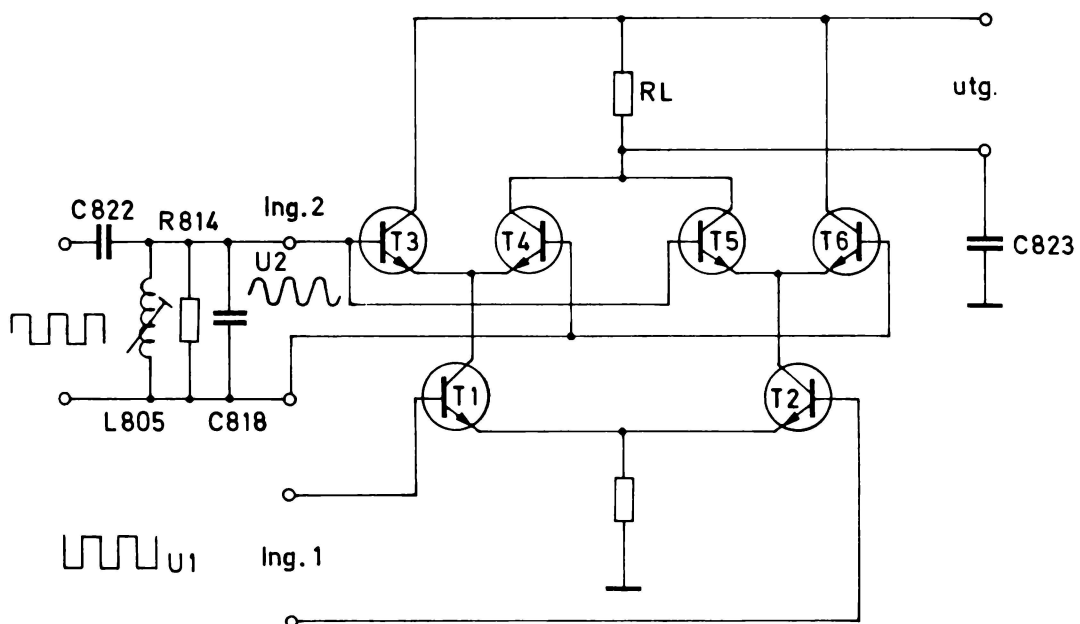 RL
utg.
C822
R814
Ing.2
T3
T4
T5
T6
C823
U2
L805
C818
T1
T2
U1
Ing.1